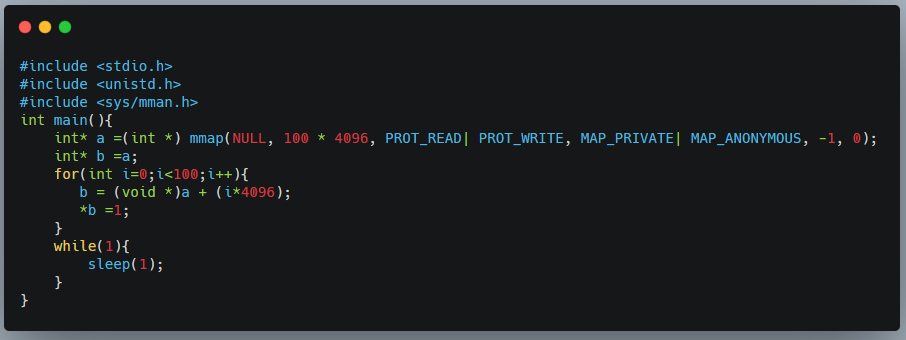 #include <stdio.h>
#include <unistd.h>
#include <sys/mman.h>
int main(){
    int* a =(int *) mmap(NULL, 100 * 4096, PROT_READ| PROT_WRITE, MAP_PRIVATE| MAP_ANONYMOUS, -1, 0);
    int* b =a;
    for(int i=0;i<100;i++){
       b = (void *)a + (i*4096);
       *b =1;
    }
    while(1){
        sleep(1);
    }
}